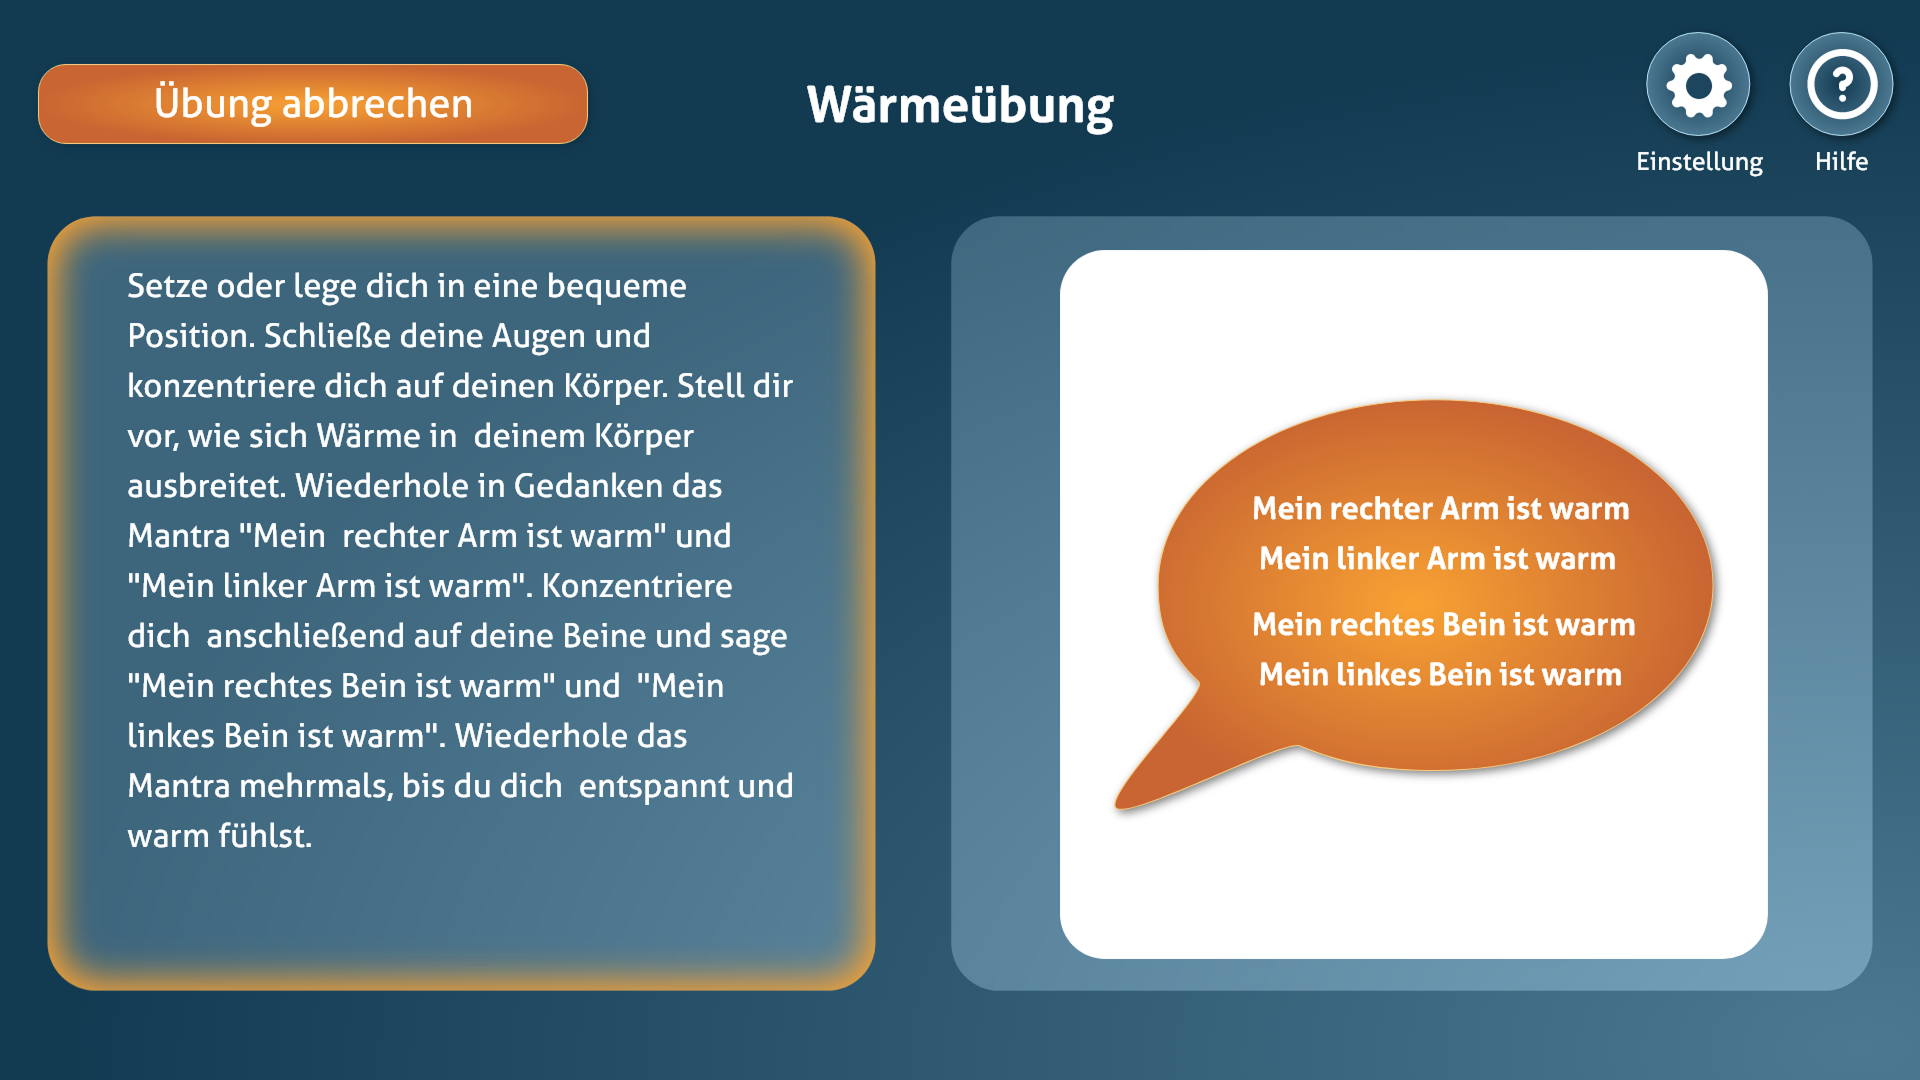 Übung abbrechen
Wärmeübung
Einstellung
Hilfe
Setze oder lege dich in eine bequeme
Position. Schließe deine Augen und
konzentriere dich auf deinen Körper. Stell dir
vor, wie sich Wärme in  deinem Körper
ausbreitet. Wiederhole in Gedanken das
Mantra "Mein  rechter Arm ist warm" und
"Mein linker Arm ist warm". Konzentriere
dich  anschließend auf deine Beine und sage
"Mein rechtes Bein ist warm" und  "Mein
linkes Bein ist warm". Wiederhole das
Mantra mehrmals, bis du dich  entspannt und
warm fühlst.
Mein rechter Arm ist warm
Mein linker Arm ist warm
Mein rechtes Bein ist warm
Mein linkes Bein ist warm